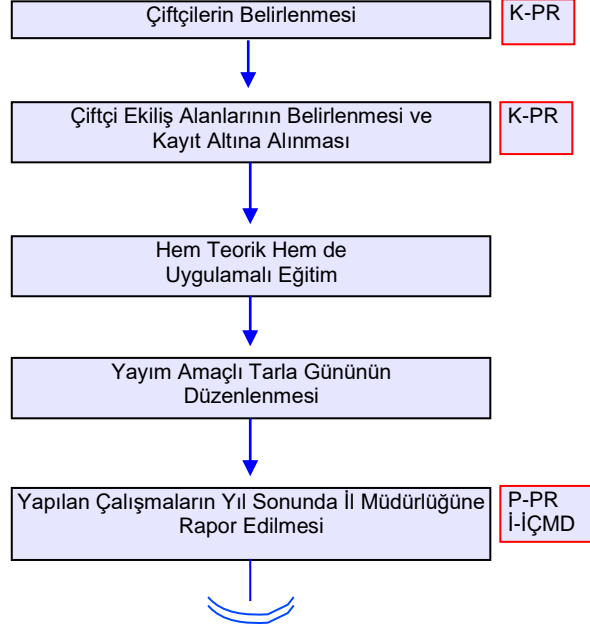 Çiftçilerin Belirlenmesi
K-PR
Çiftçi Ekiliş Alanlarının Belirlenmesi ve
Kayıt Altına Alınması
K-PR
Hem Teorik Hem de
Uygulamalı Eğitim
Yayım Amaçlı Tarla Gününün
Düzenlenmesi
Yapılan Çalışmaların Yıl Sonunda İl Müdürlüğüne
Rapor Edilmesi
P-PR
İ-İÇMD